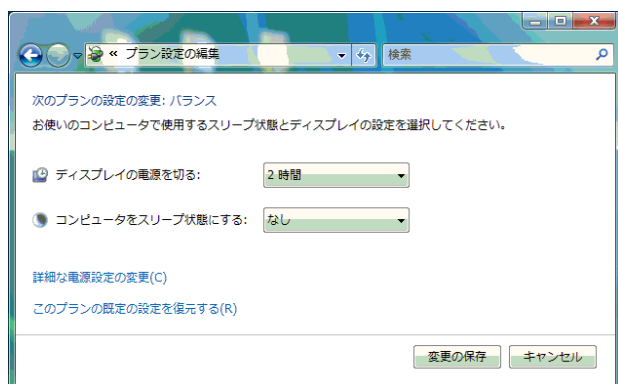 « プラン設定の編集
検索
次のプランの設定の変更: バランス
お使いのコンピュータで使用するスリープ状態とディスプレイの設定を選択してください。
ディスプレイの電源を切る: 2 時間
コンピュータをスリープ状態にする: なし
詳細な電源設定の変更(C)
このプランの既定の設定を復元する(R)
変更の保存 キャンセル